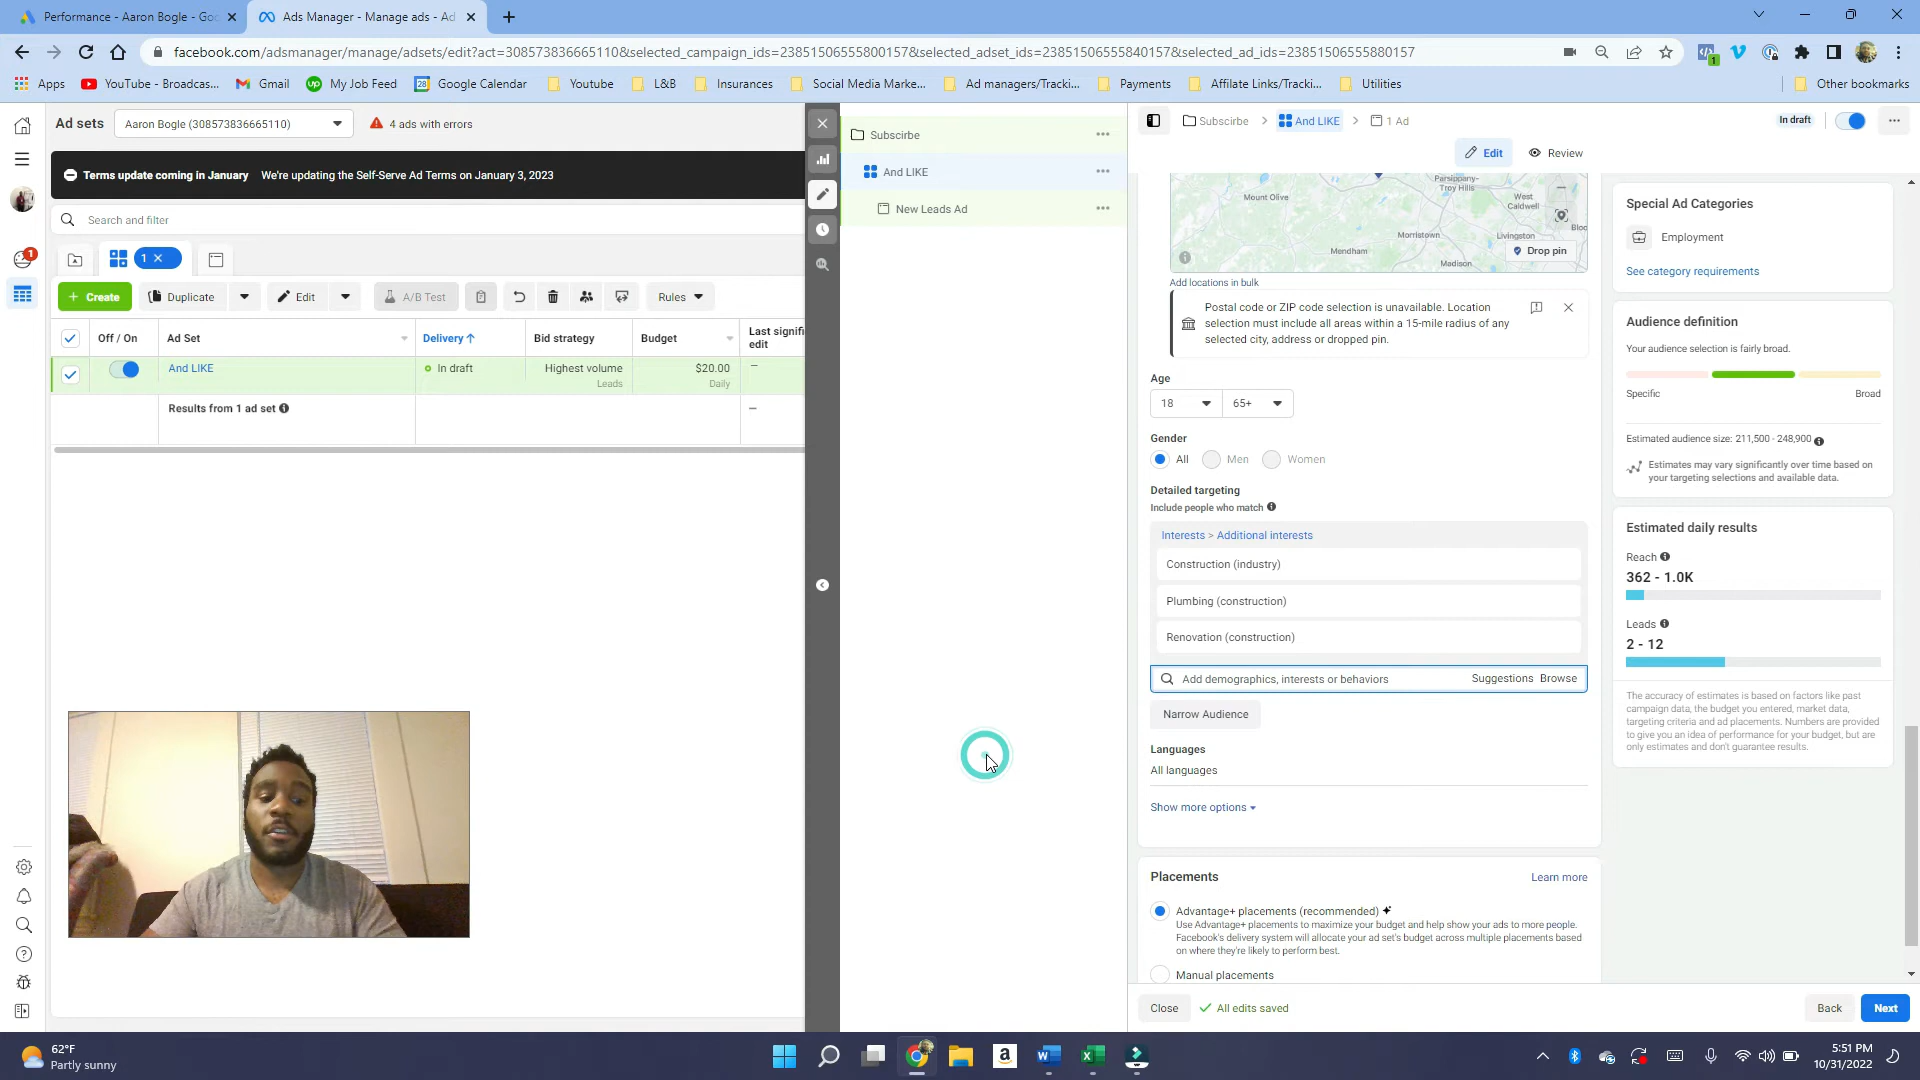 Performance - Aaron Bogle - Goo
Ads Manager - Manage ads - Ad
facebook.com/adsmanager/manage/adsets/edit?act=308573836665110&selected_campaign_ids=23851506555800157&selected_adset_ids=23851506555840157&selected_ad_ids=23851506555880157
1
Apps
YouTube - Broadcas...
Gmail
My Job Feed
28
Google Calendar
Youtube
L&B
Insurances
Social Media Marke...
Ad managers/Tracki...
Payments
Affilate Links/Tracki...
Utilities
Other bookmarks
Ad sets
Aaron Bogle (308573836665110)
4 ads with errors
Terms update coming in January
We're updating the Self-Serve Ad Terms on January 3, 2023
Search and filter
1
1
Create
Duplicate
Edit
A/B Test
Rules
Off / On
Ad Set
Delivery ↑
Bid strategy
Budget
Last signifi
edit
And LIKE
In draft
Highest volume
Leads
$20.00
Daily
—
Results from 1 ad set
—
Subscirbe
And LIKE
New Leads Ad
Subscirbe
And LIKE
1 Ad
In draft
Edit
Review
Parsippany-
Troy Hills
West
Caldwell
Mount Olive
Bloo
Morristown
Livingston
Mendham
Madison
Drop pin
Add locations in bulk
Postal code or ZIP code selection is unavailable. Location
selection must include all areas within a 15-mile radius of any
selected city, address or dropped pin.
Age
18
65+
Gender
All
Men
Women
Detailed targeting
Include people who match
Interests > Additional interests
Construction (industry)
Plumbing (construction)
Renovation (construction)
Add demographics, interests or behaviors
Suggestions
Browse
Narrow Audience
Languages
All languages
Show more options
Placements
Learn more
Advantage+ placements (recommended)
Use Advantage+ placements to maximize your budget and help show your ads to more people.
Facebook's delivery system will allocate your ad set's budget across multiple placements based
on where they're likely to perform best.
Manual placements
Close
All edits saved
Back
Next
Special Ad Categories
Employment
See category requirements
Audience definition
Your audience selection is fairly broad.
Specific
Broad
Estimated audience size: 211,500 - 248,900
Estimates may vary significantly over time based on
your targeting selections and available data.
Estimated daily results
Reach
362 - 1.0K
Leads
2 - 12
The accuracy of estimates is based on factors like past
campaign data, the budget you entered, market data,
targeting criteria and ad placements. Numbers are provided
to give you an idea of performance for your budget, but are
only estimates and don't guarantee results.
62°F
Partly sunny
5:51 PM
10/31/2022